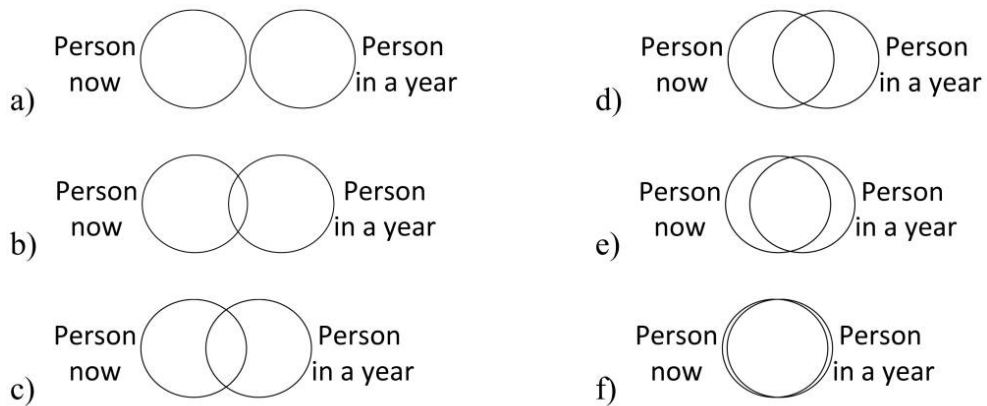 Person
now
Person
in a year
a)
Person
now
Person
in a year
b)
Person
now
Person
in a year
c)
Person
now
Person
in a year
d)
Person
now
Person
in a year
e)
Person
now
Person
in a year
f)